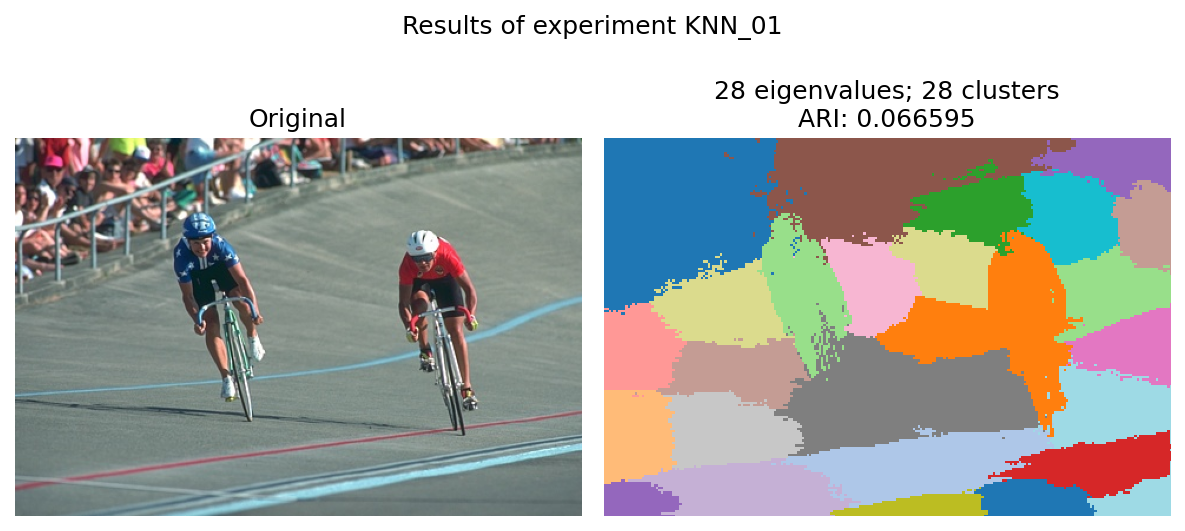 Results of experiment KNN_01
Original
28 eigenvalues; 28 clusters
ARI: 0.066595